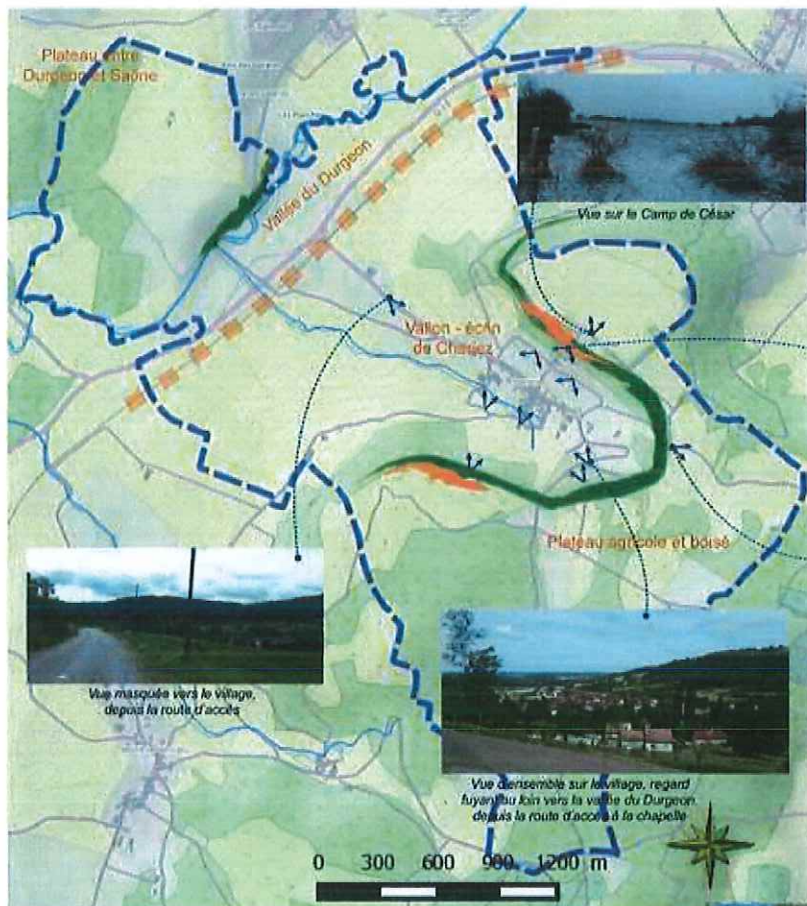 Plateau entre
Durgeon et Saône
Vallée du Durgeon
Vue sur le Camp de César
Vallon - écrin
de Chariez
Plateau agricole et boisé
Vue masquée vers le village,
depuis la route d'accès
Vue d'ensemble sur le village, regard
fuyant au loin vers la vallée du Durgeon
depuis la route d'accès à la chapelle
0 300 600 900 1200 m